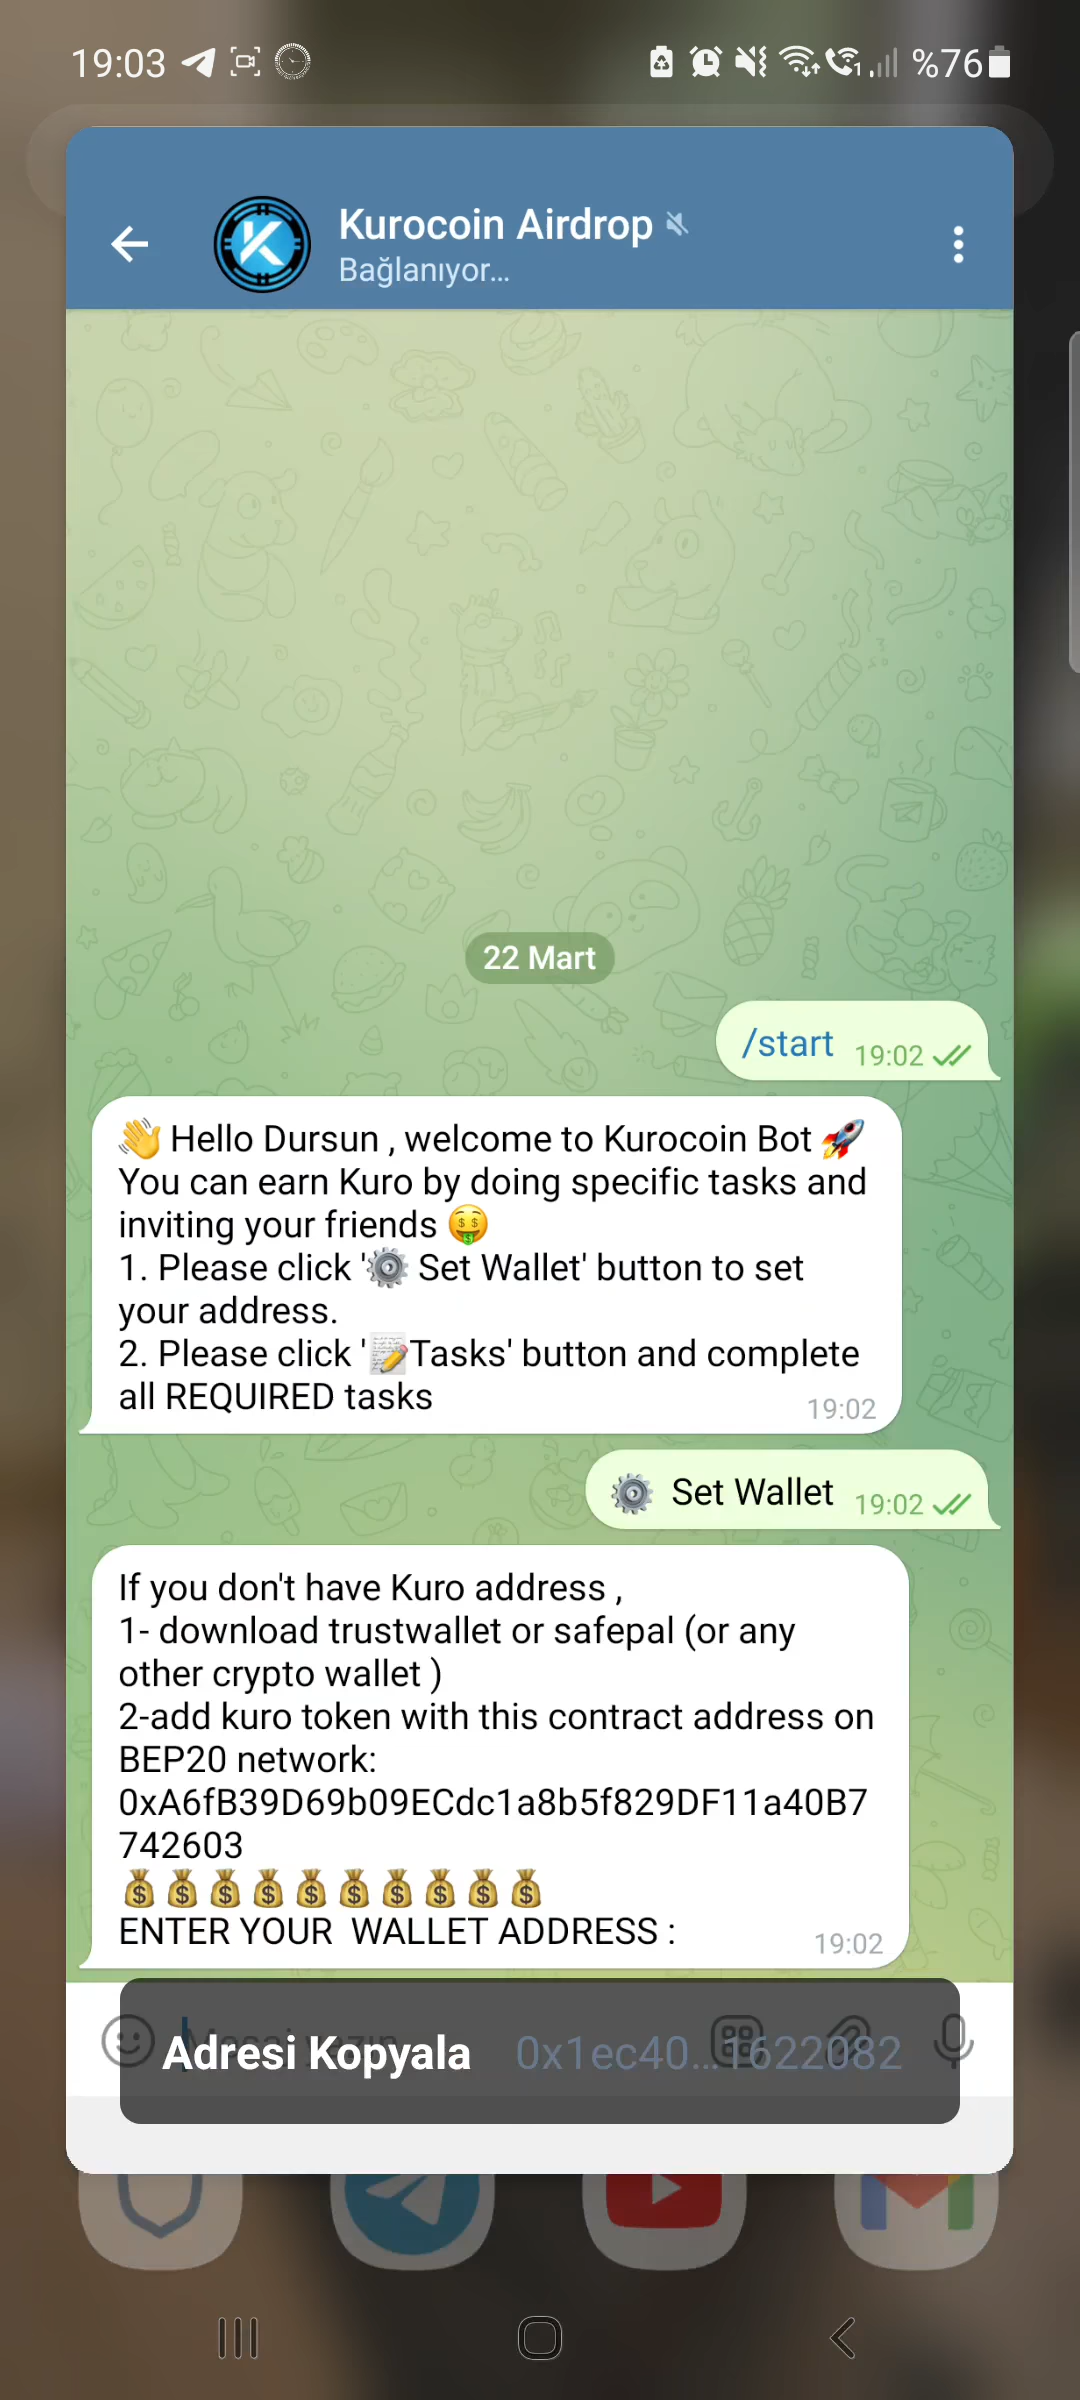 19:03
%76
Kurocoin Airdrop
Bağlanıyor...
22 Mart
/start 19:02
👋 Hello Dursun , welcome to Kurocoin Bot 🚀
You can earn Kuro by doing specific tasks and
inviting your friends 🤑
1. Please click '⚙️ Set Wallet' button to set
your address.
2. Please click '📝Tasks' button and complete
all REQUIRED tasks
19:02
⚙️ Set Wallet 19:02
If you don't have Kuro address ,
1- download trustwallet or safepal (or any
other crypto wallet )
2-add kuro token with this contract address on
BEP20 network:
0xA6fB39D69b09ECdc1a8b5f829DF11a40B7
742603
💰💰💰💰💰💰💰💰💰💰
ENTER YOUR  WALLET ADDRESS :
19:02
Mesaj yazın
Adresi Kopyala 0x1ec40...1622082